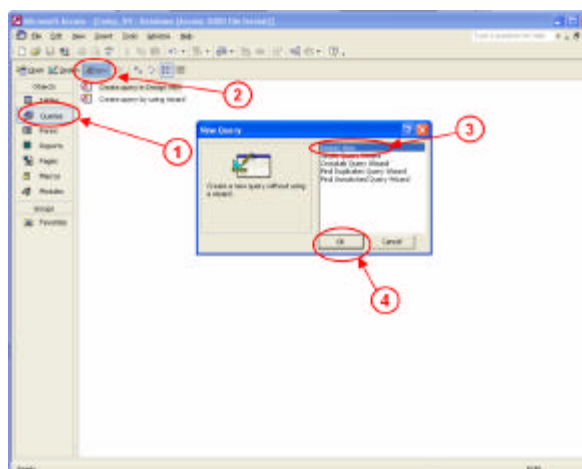 File Edit View Insert Tools Window Help
Open Design New
Objects
Tables
Queries
Forms
Reports
Pages
Macros
Modules
Groups
Favorites
Create query in Design view
Create query by using wizard
1
2
New Query
3
Create a new query without using
a wizard.
Design View
Simple Query Wizard
Crosstab Query Wizard
Find Duplicates Query Wizard
Find Unmatched Query Wizard
OK
Cancel
4
Ready